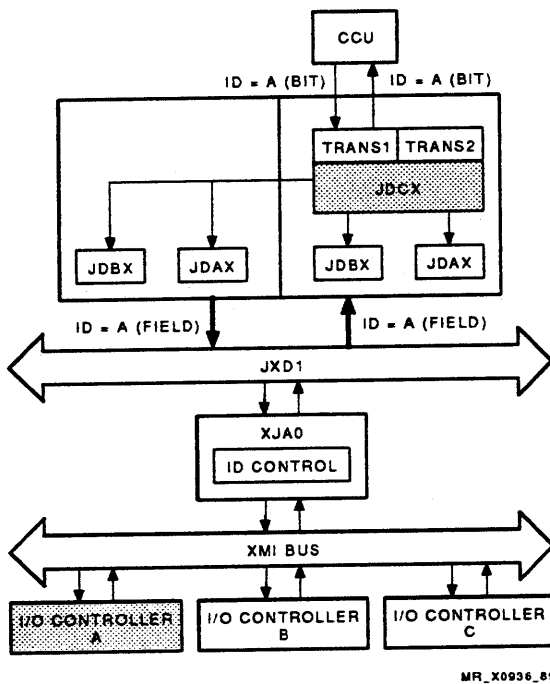 CCU
ID = A (BIT) ID = A (BIT)
TRANS1 TRANS2
JDCX
JDBX JDAX JDBX JDAX
ID = A (FIELD) ID = A (FIELD)
JXD1
XJA0
ID CONTROL
XMI BUS
I/O CONTROLLER A
I/O CONTROLLER B
I/O CONTROLLER C
MR_X0936_89